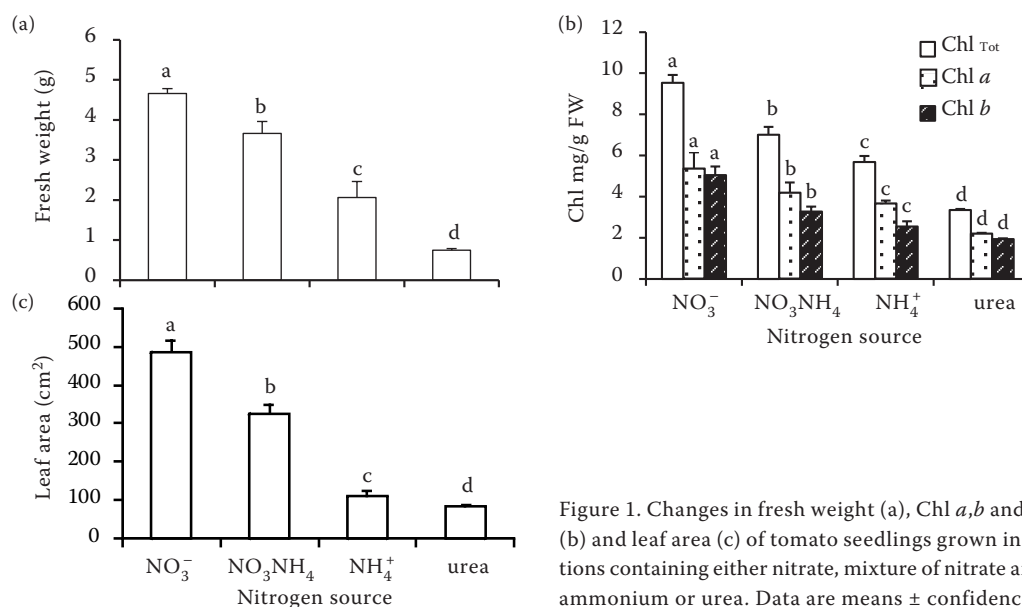 (a)
6
5
4
3
2
1
0
Fresh weight (g)
a
b
c
d
(b)
12
10
8
6
4
2
0
Chl mg/g FW
Chl Tot
Chl a
Chl b
a
a a
b
b
b
c
c
c
d
d d
NO₃⁻ NO₃NH₄ NH₄⁺ urea
Nitrogen source
(c)
600
500
400
300
200
100
0
Leaf area (cm²)
a
b
c
d
NO₃⁻ NO₃NH₄ NH₄⁺ urea
Nitrogen source
Figure 1. Changes in fresh weight (a), Chl a,b and
(b) and leaf area (c) of tomato seedlings grown in
tions containing either nitrate, mixture of nitrate a
ammonium or urea. Data are means ± confidenc